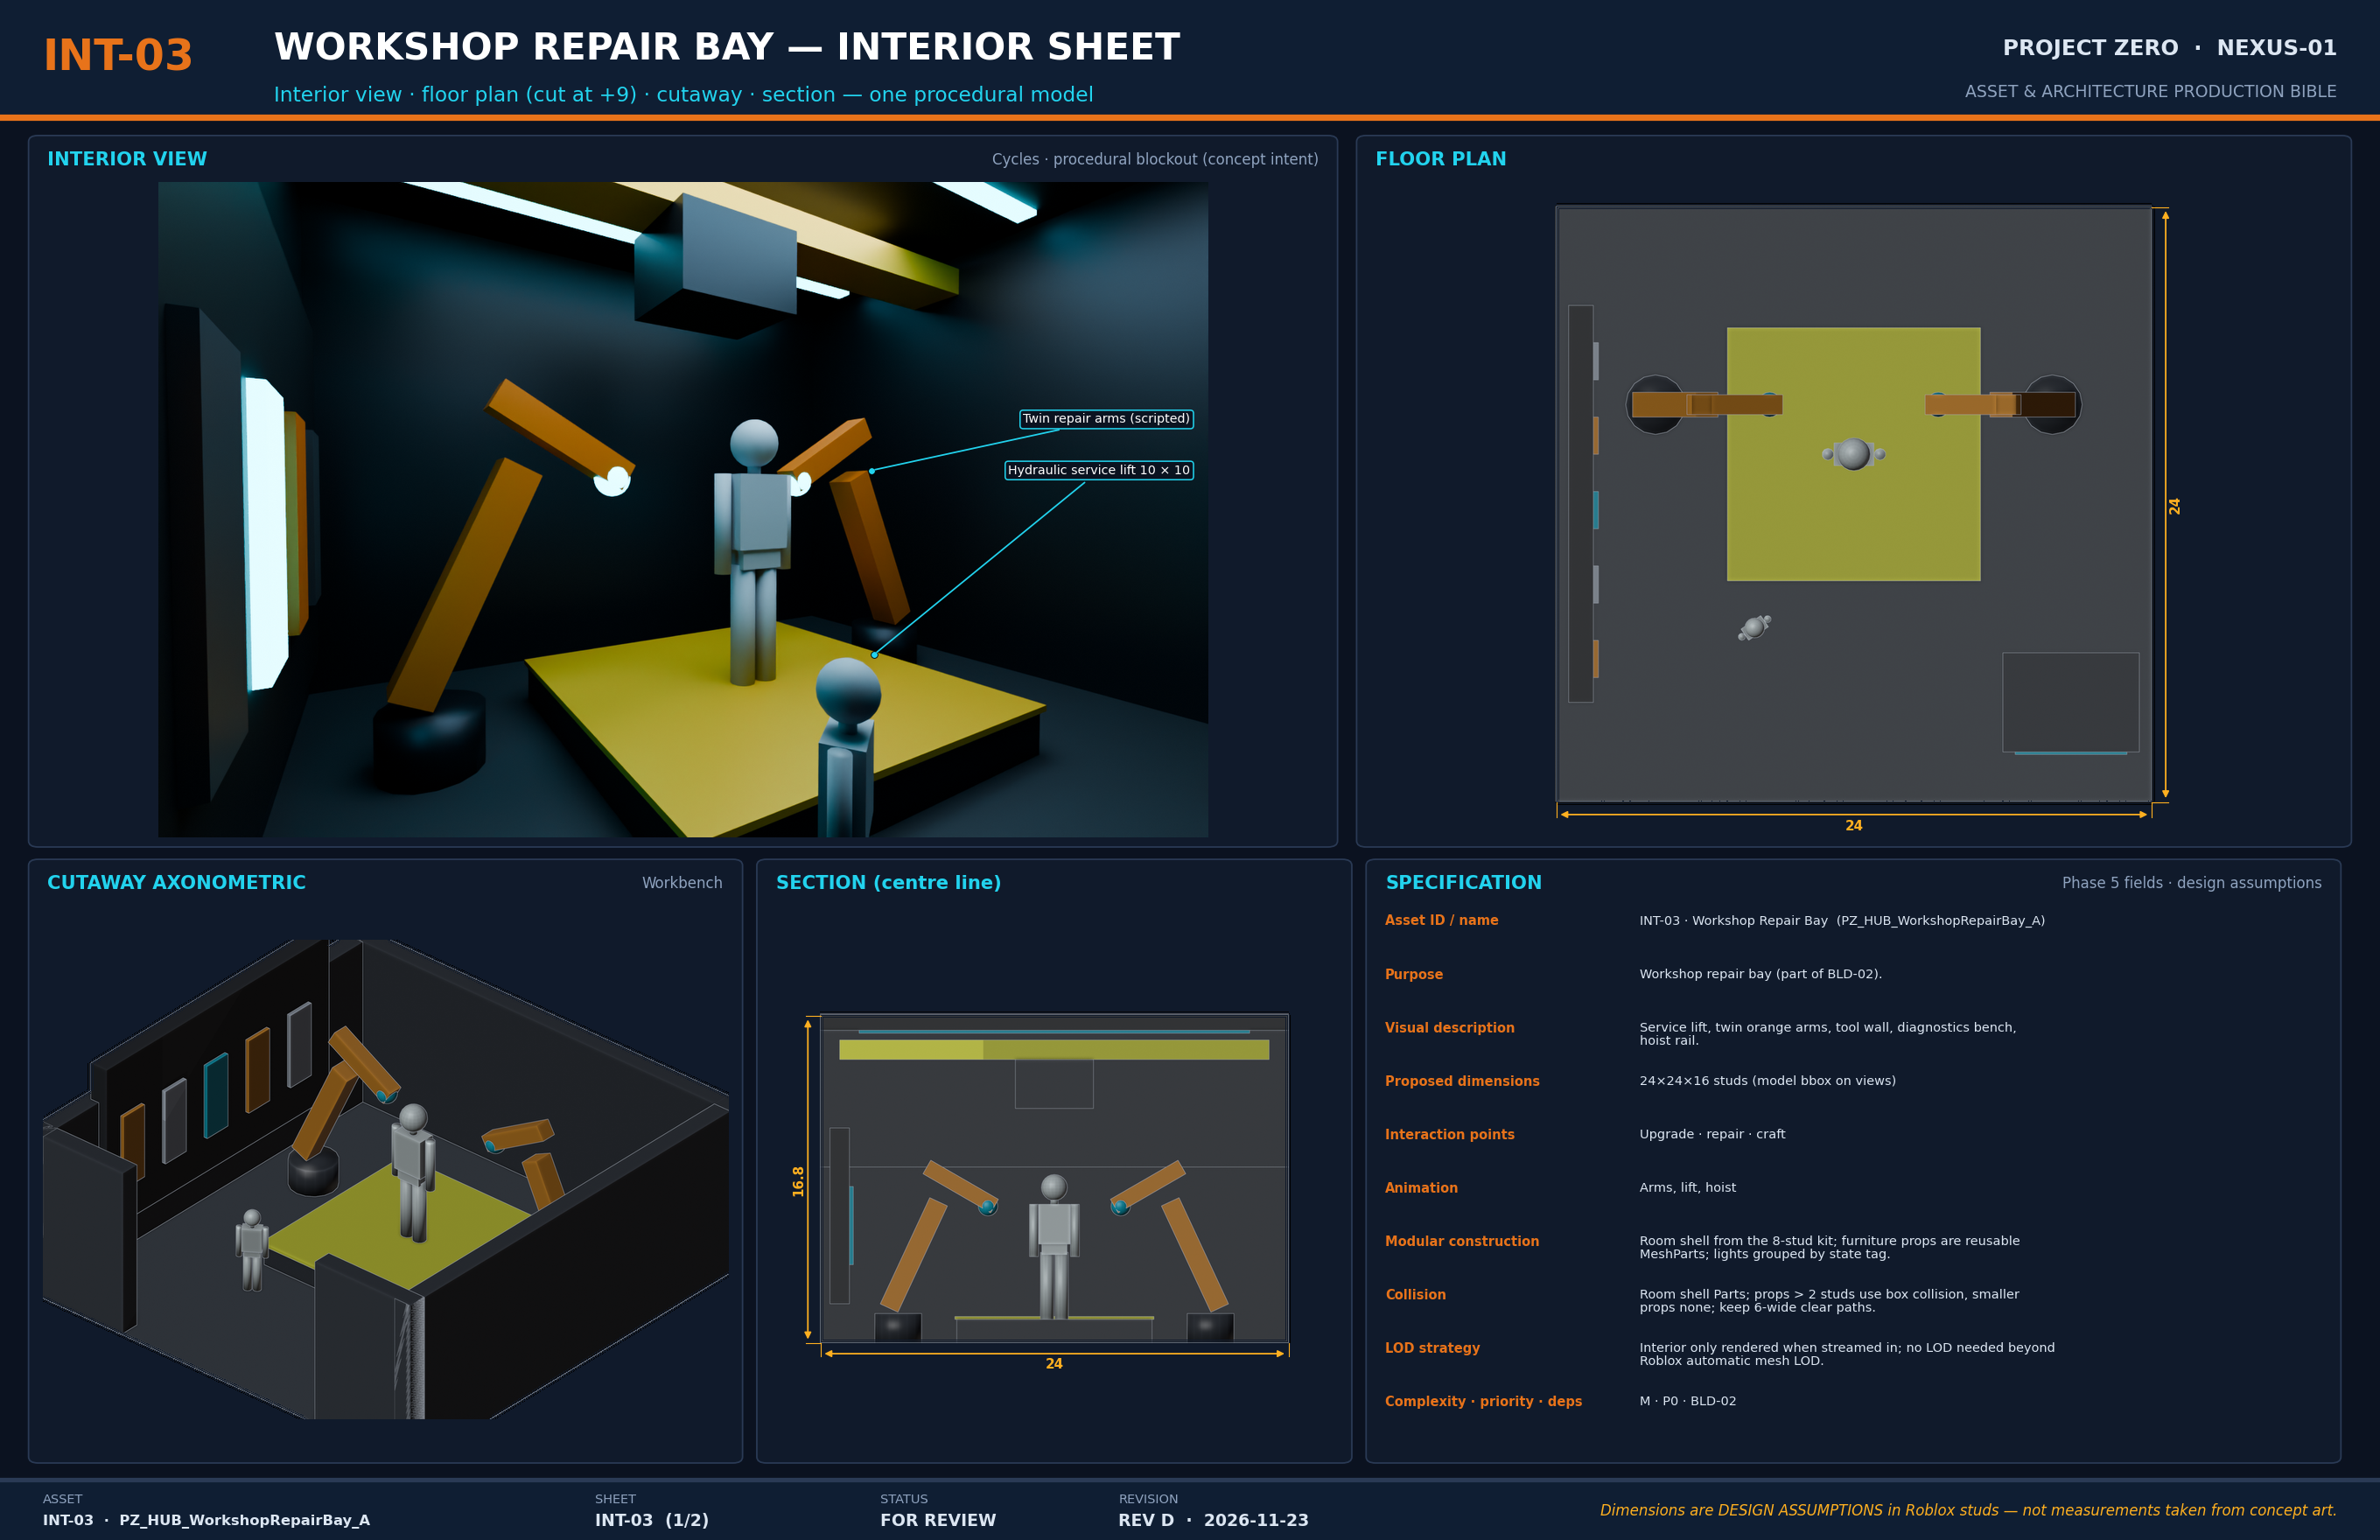 INT-03
WORKSHOP REPAIR BAY — INTERIOR SHEET
Interior view · floor plan (cut at +9) · cutaway · section — one procedural model
PROJECT ZERO · NEXUS-01
ASSET & ARCHITECTURE PRODUCTION BIBLE
INTERIOR VIEW
Cycles · procedural blockout (concept intent)
Twin repair arms (scripted)
Hydraulic service lift 10 × 10
FLOOR PLAN
24
24
CUTAWAY AXONOMETRIC
Workbench
SECTION (centre line)
16.8
24
SPECIFICATION
Phase 5 fields · design assumptions
Asset ID / name
INT-03 · Workshop Repair Bay (PZ_HUB_WorkshopRepairBay_A)
Purpose
Workshop repair bay (part of BLD-02).
Visual description
Service lift, twin orange arms, tool wall, diagnostics bench,
hoist rail.
Proposed dimensions
24×24×16 studs (model bbox on views)
Interaction points
Upgrade · repair · craft
Animation
Arms, lift, hoist
Modular construction
Room shell from the 8-stud kit; furniture props are reusable
MeshParts; lights grouped by state tag.
Collision
Room shell Parts; props > 2 studs use box collision, smaller
props none; keep 6-wide clear paths.
LOD strategy
Interior only rendered when streamed in; no LOD needed beyond
Roblox automatic mesh LOD.
Complexity · priority · deps
M · P0 · BLD-02
ASSET
INT-03 · PZ_HUB_WorkshopRepairBay_A
SHEET
INT-03 (1/2)
STATUS
FOR REVIEW
REVISION
REV D · 2026-11-23
Dimensions are DESIGN ASSUMPTIONS in Roblox studs — not measurements taken from concept art.